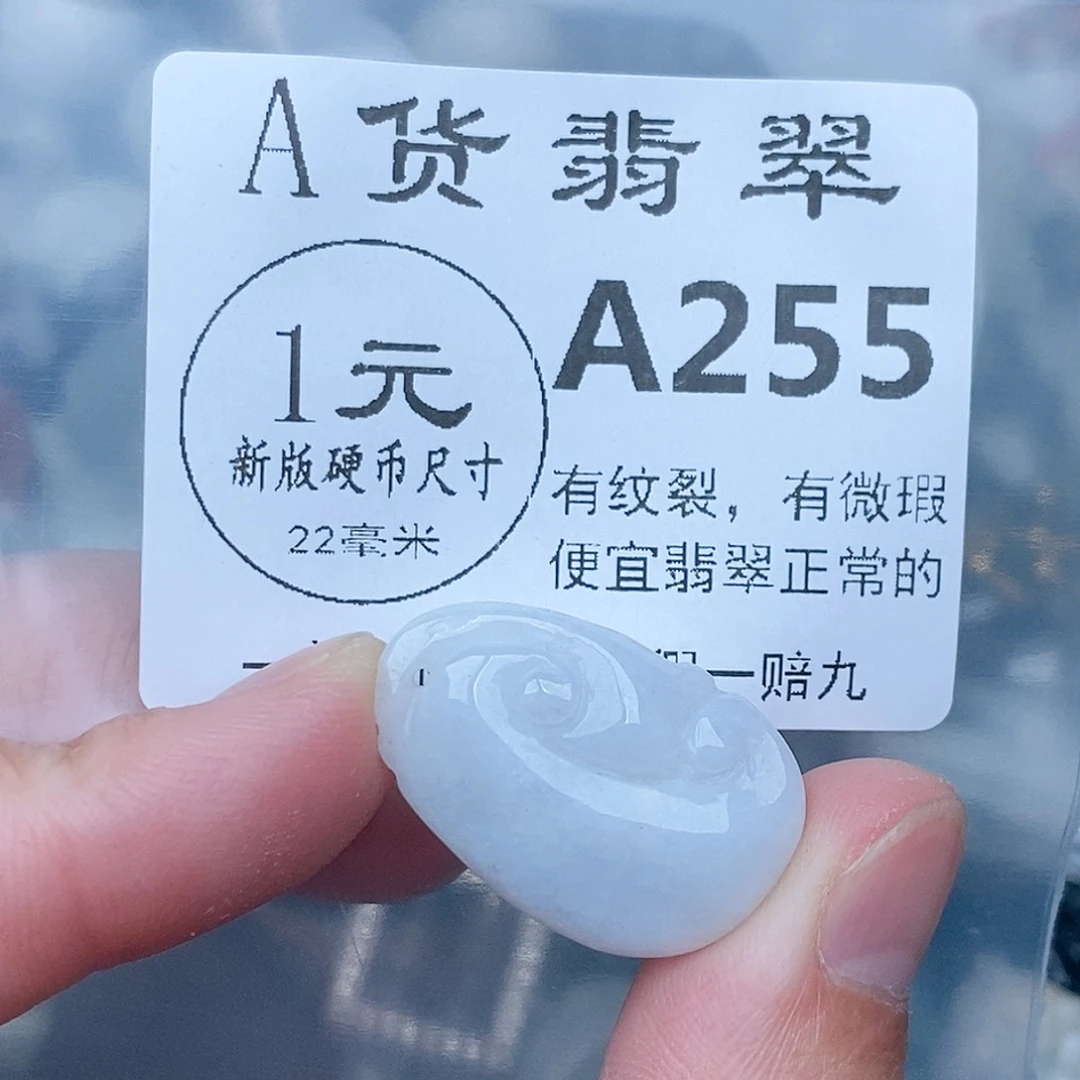 A货翡翠
1元
新版硬币尺寸
22毫米
A255
有纹裂，有微瑕
便宜翡翠正常的
一赔九